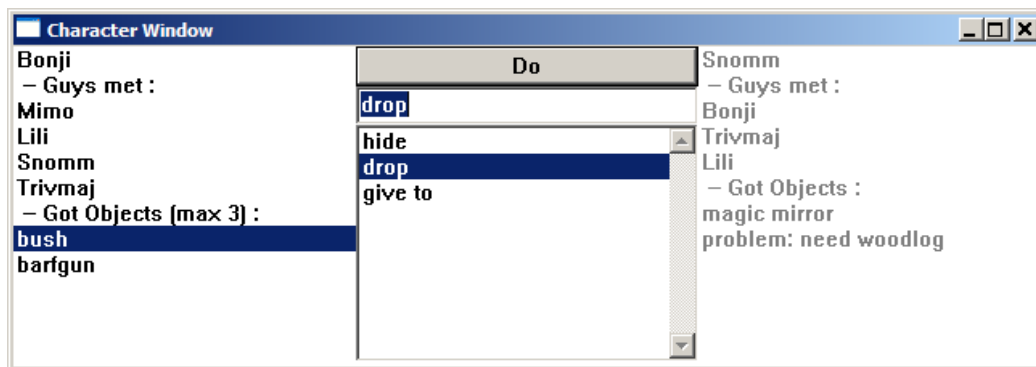 Character Window
Bonji
– Guys met :
Mimo
Lili
Snomm
Trivmaj
– Got Objects (max 3) :
bush
barfgun
Do
drop
hide
drop
give to
Snomm
– Guys met :
Bonji
Trivmaj
Lili
– Got Objects :
magic mirror
problem: need woodlog